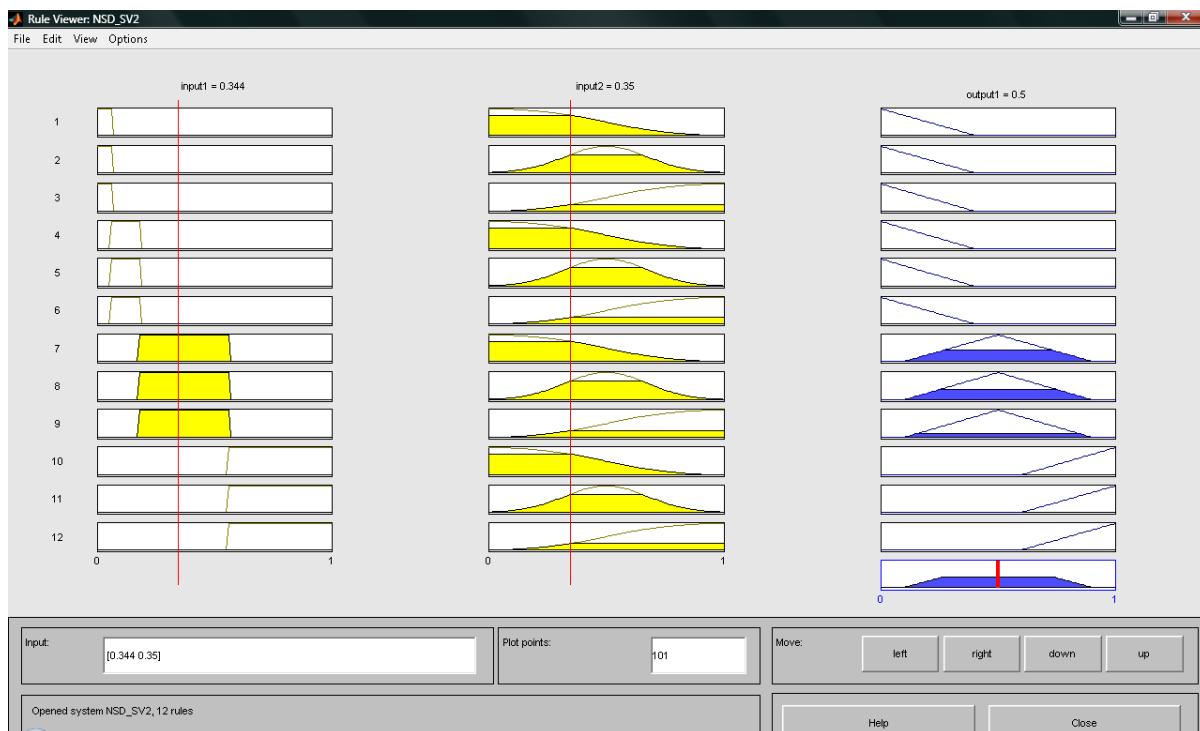 Rule Viewer: NSD_SV2
File Edit View Options
input1 = 0.344
input2 = 0.35
output1 = 0.5
1
2
3
4
5
6
7
8
9
10
11
12
0 1
0 1
0 1
Input:
[0.344 0.35]
Plot points:
101
Move:
left
right
down
up
Opened system NSD_SV2, 12 rules
Help
Close